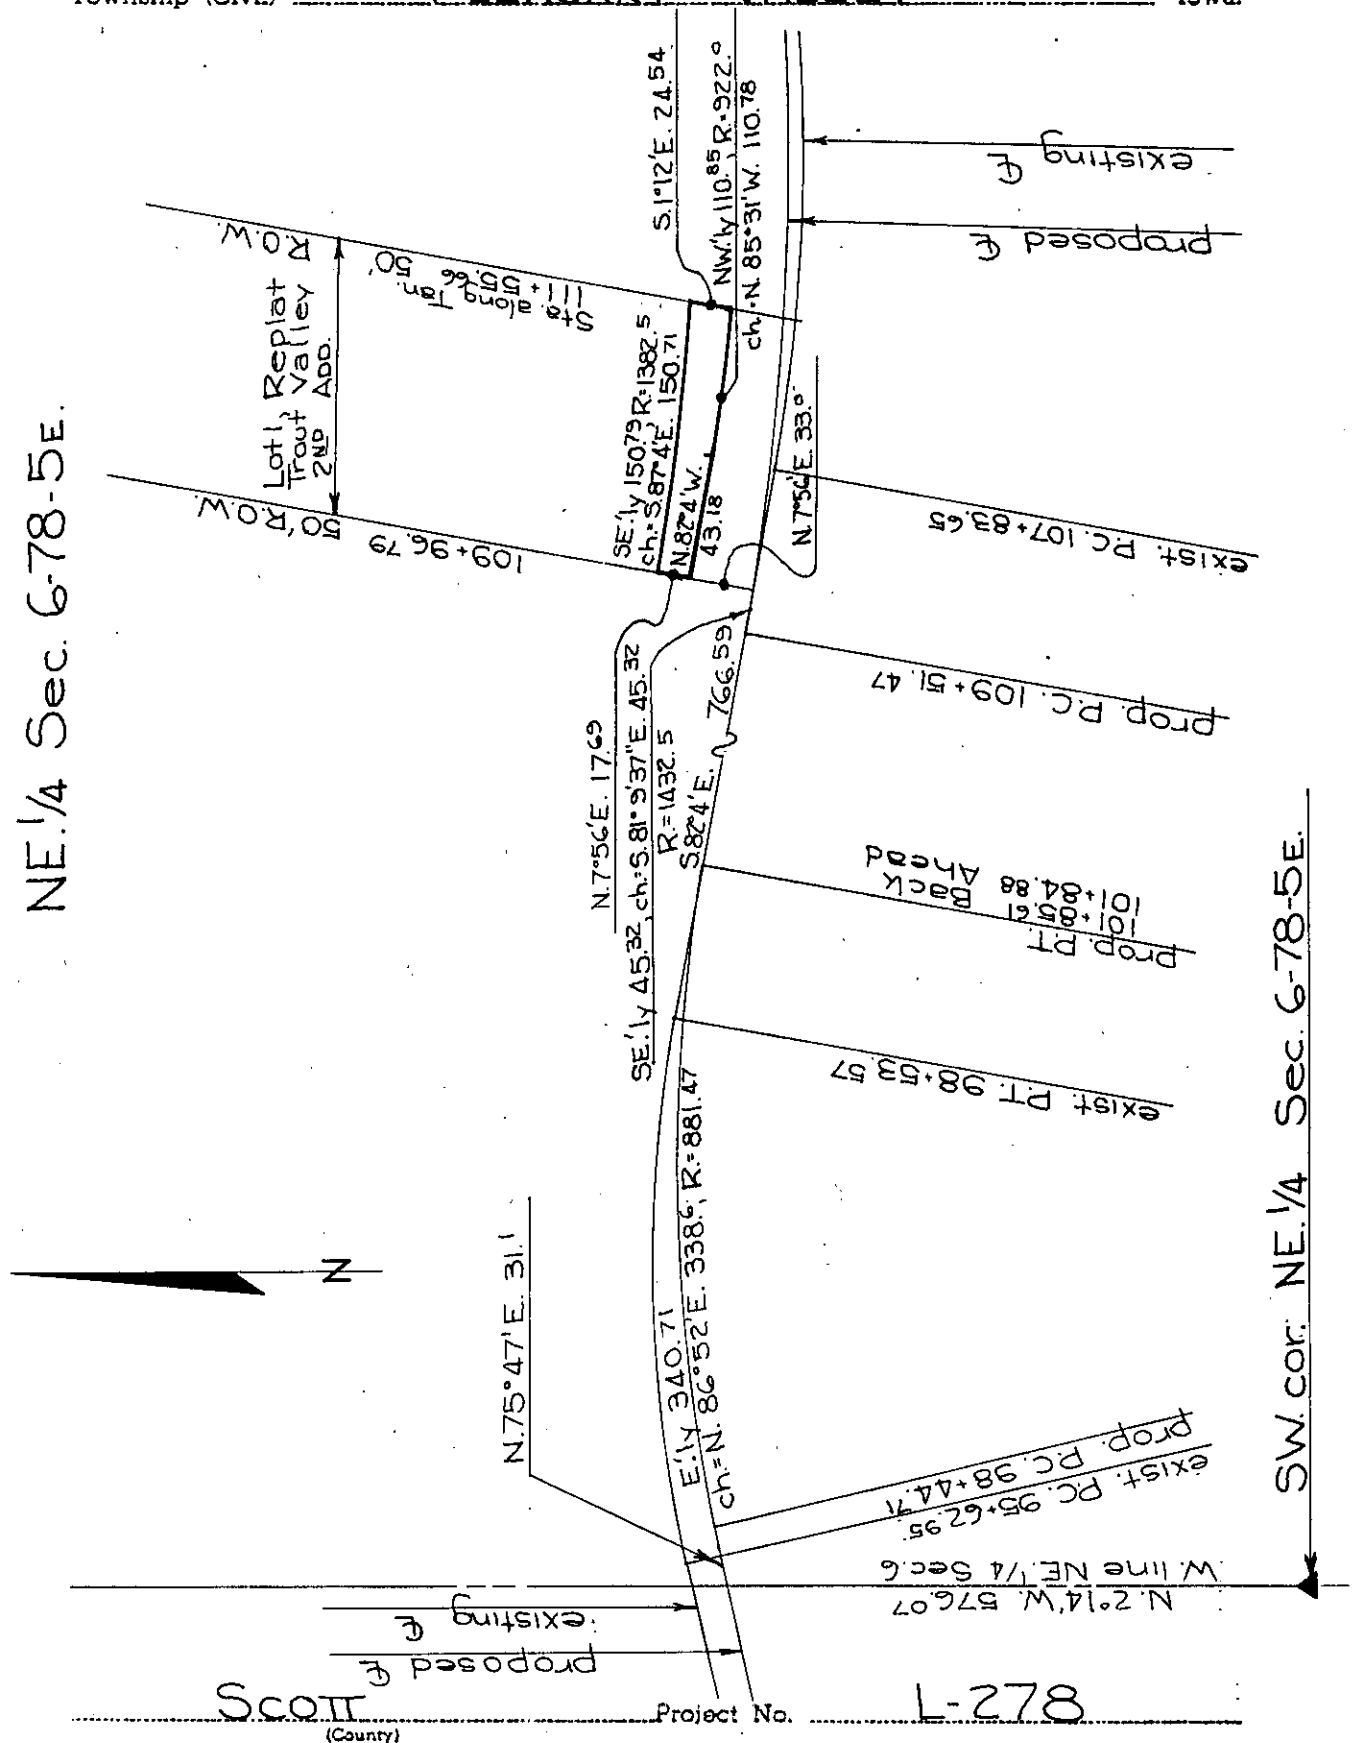 Township (Civil)
Iowa.
NE.1/4 Sec. 6-78-5E.
Lot 1, Replat
Trout Valley
2ND ADD.
R.O.W.
50'
Sta. along Tan.
111+55.66
50' R.O.W.
109+96.79
S.1°12'E. 24.54
NW.'ly 110.85, R=922.0
ch.=N.85°31'W. 110.78
SE.'ly 150.79, R=1382.5
ch.=S.87°4'E. 150.71
N.82°4'W.
43.18
N.7°56'E. 33.0
existing ℄
proposed ℄
exist. P.C. 107+83.65
prop. P.C. 109+51.47
N.7°56'E. 17.69
SE.'ly 45.32, ch.=S.81°9'37"E. 45.32
R.=1432.5
S.82°4'E. 766.59
prop. P.T.
101+85.61 Back
101+84.88 Ahead
exist. P.T. 98+53.57
N
N.75°47'E. 31.1
E.'ly 340.71
ch=N.86°52'E. 338.6; R.=881.47
prop. P.C. 98+44.71
exist. P.C. 95+62.95
W. line NE.1/4 Sec.6
N.2°14'W. 576.07
SW. cor. NE.1/4 Sec. 6-78-5E.
existing ℄
proposed ℄
Scott Project No. L-278
(County)